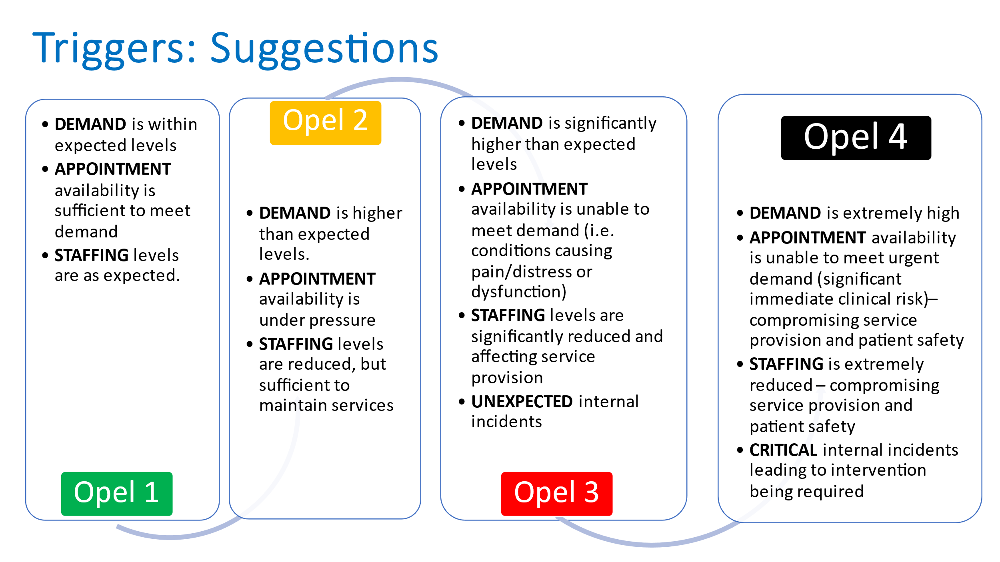 Triggers: Suggestions
• DEMAND is within
expected levels
• APPOINTMENT
availability is
sufficient to meet
demand
• STAFFING levels
are as expected.
Opel 1
Opel 2
• DEMAND is higher
than expected
levels.
• APPOINTMENT
availability is
under pressure
• STAFFING levels
are reduced, but
sufficient to
maintain services
• DEMAND is significantly
higher than expected
levels
• APPOINTMENT
availability is unable to
meet demand (i.e.
conditions causing
pain/distress or
dysfunction)
• STAFFING levels are
significantly reduced and
affecting service
provision
• UNEXPECTED internal
incidents
Opel 3
Opel 4
• DEMAND is extremely high
• APPOINTMENT availability
is unable to meet urgent
demand (significant
immediate clinical risk)–
compromising service
provision and patient safety
• STAFFING is extremely
reduced – compromising
service provision and
patient safety
• CRITICAL internal incidents
leading to intervention
being required